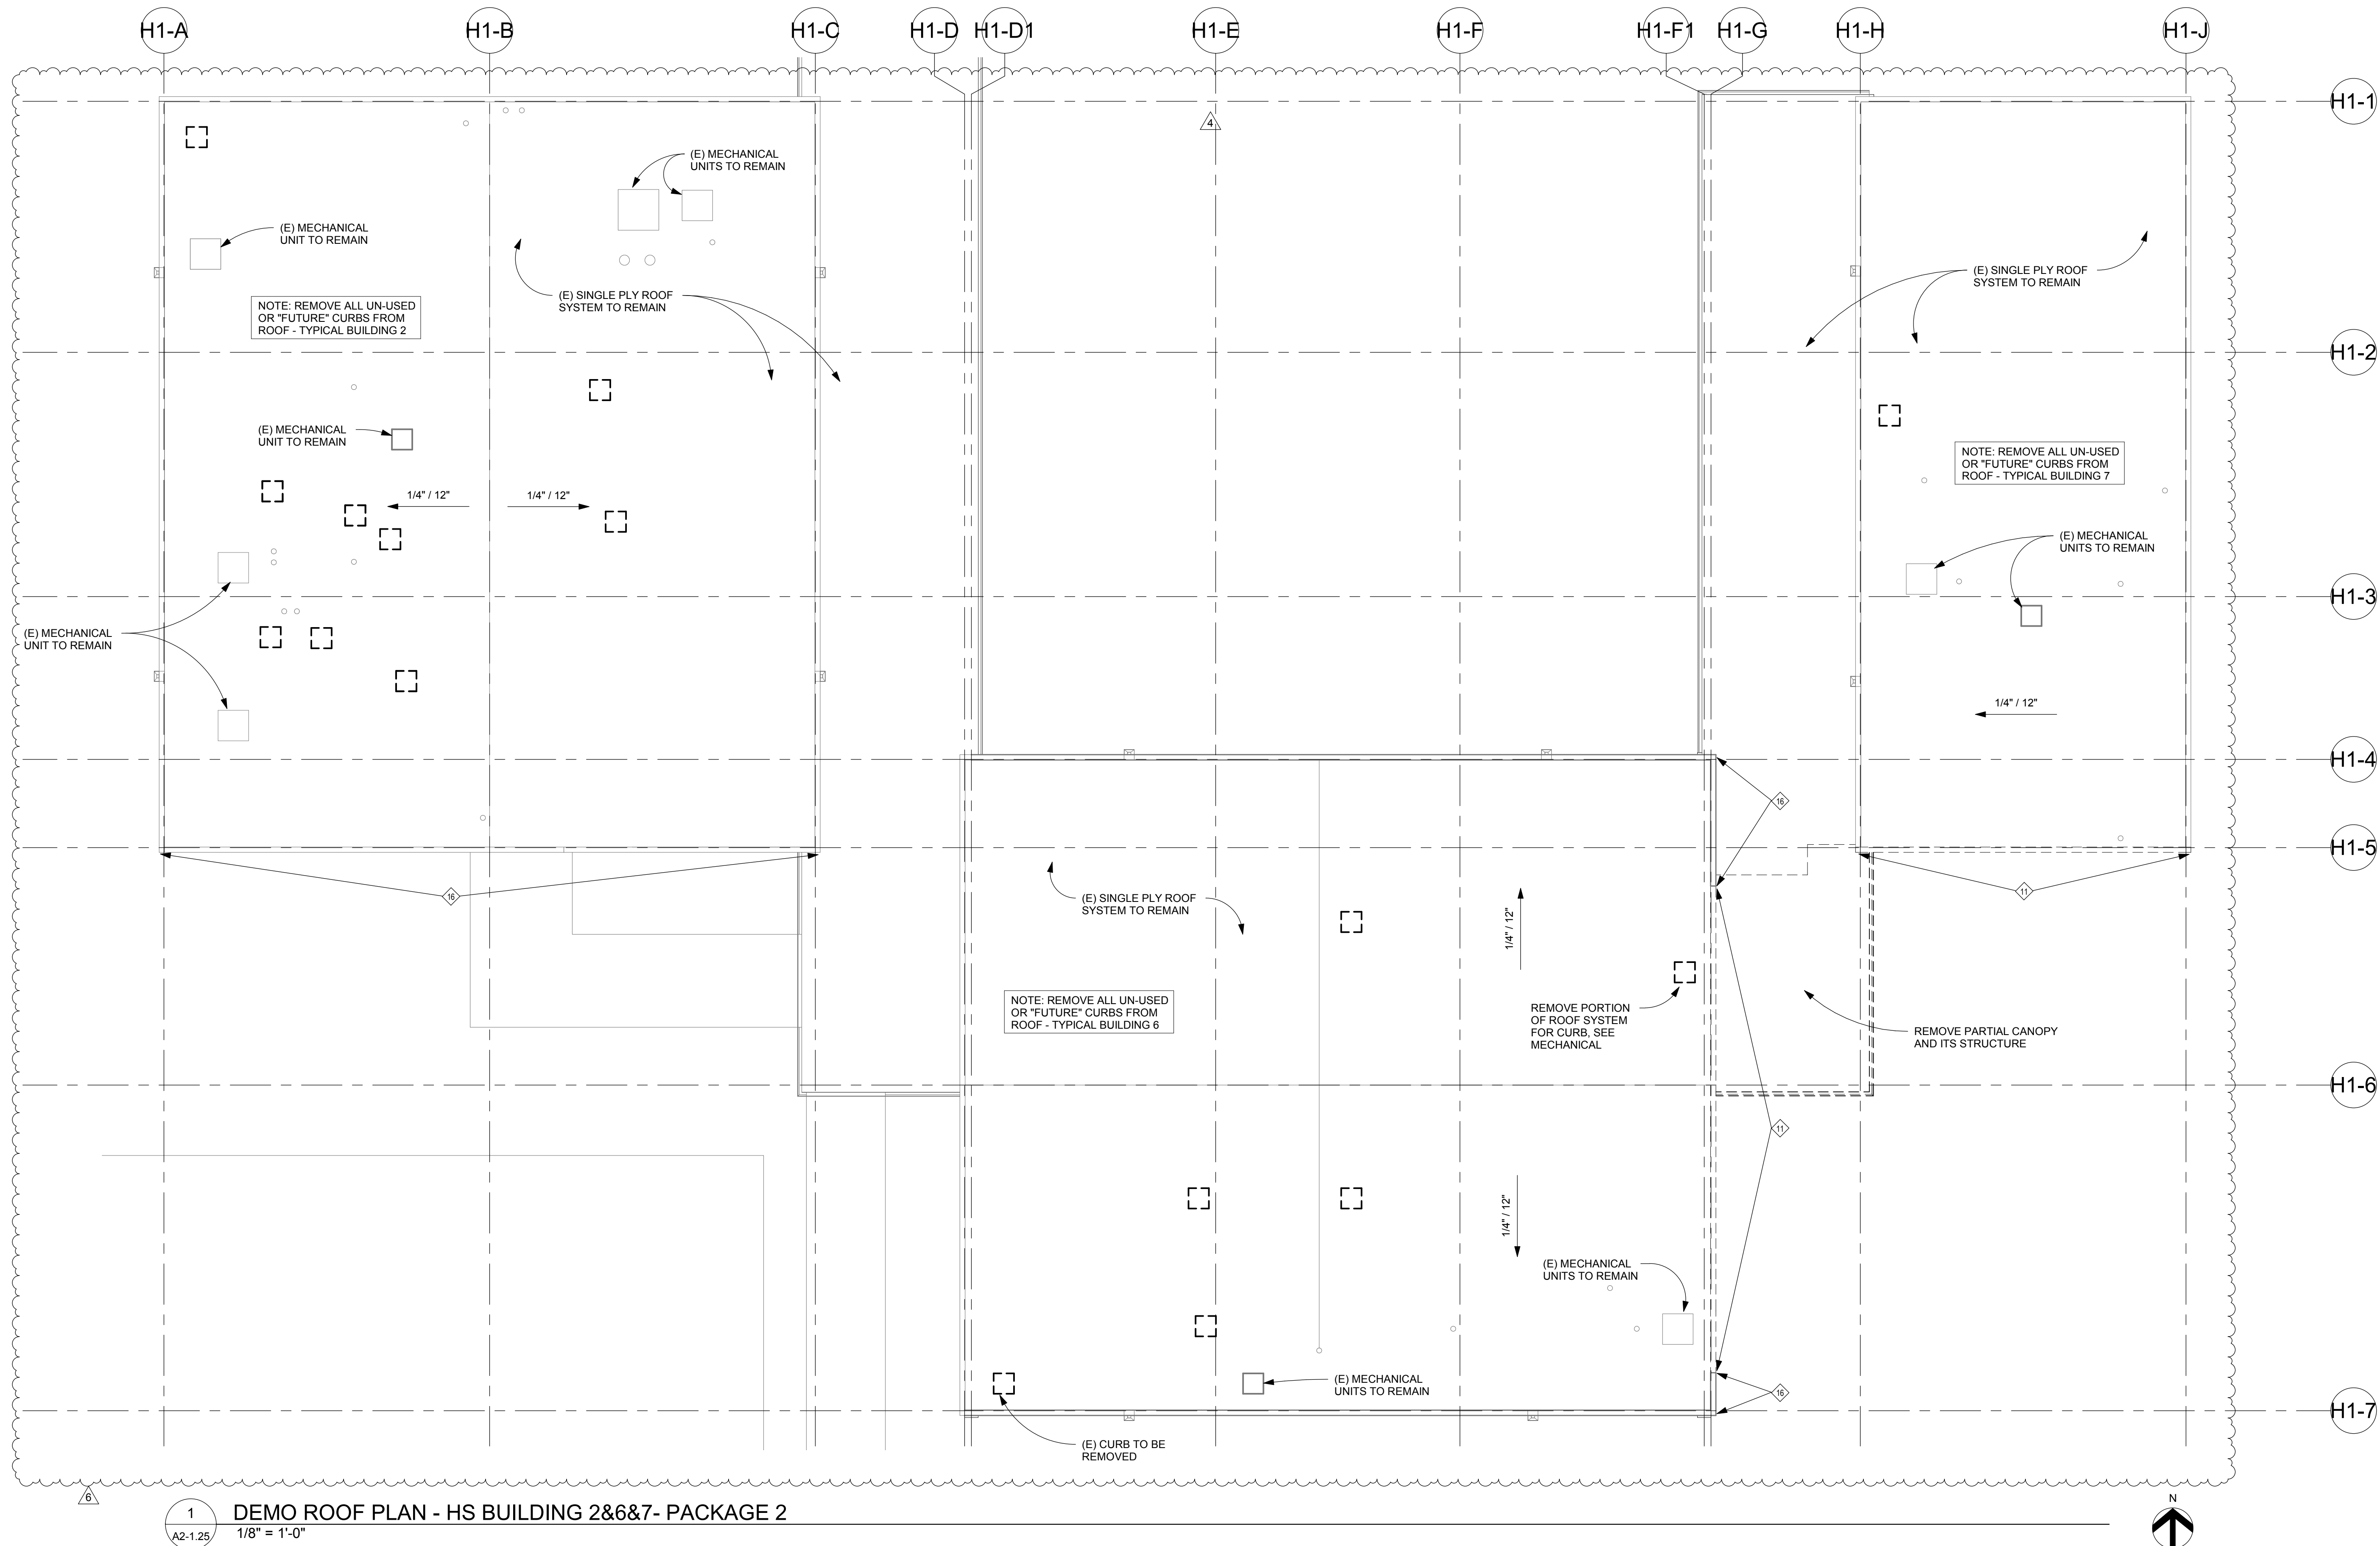 H1-A
H1-B
H1-C
H1-D
H1-D1
H1-E
H1-F
H1-F1
H1-G
H1-H
H1-J
H1-1
4
(E) MECHANICAL
UNITS TO REMAIN
(E) MECHANICAL
UNIT TO REMAIN
(E) SINGLE PLY ROOF
SYSTEM TO REMAIN
(E) SINGLE PLY ROOF
SYSTEM TO REMAIN
NOTE: REMOVE ALL UN-USED
OR "FUTURE" CURBS FROM
ROOF - TYPICAL BUILDING 2
H1-2
(E) MECHANICAL
UNIT TO REMAIN
NOTE: REMOVE ALL UN-USED
OR "FUTURE" CURBS FROM
ROOF - TYPICAL BUILDING 7
1/4" / 12"
1/4" / 12"
(E) MECHANICAL
UNITS TO REMAIN
H1-3
(E) MECHANICAL
UNIT TO REMAIN
1/4" / 12"
H1-4
16
H1-5
16
11
(E) SINGLE PLY ROOF
SYSTEM TO REMAIN
1/4" / 12"
NOTE: REMOVE ALL UN-USED
OR "FUTURE" CURBS FROM
ROOF - TYPICAL BUILDING 6
REMOVE PORTION
OF ROOF SYSTEM
FOR CURB, SEE
MECHANICAL
REMOVE PARTIAL CANOPY
AND ITS STRUCTURE
H1-6
11
1/4" / 12"
(E) MECHANICAL
UNITS TO REMAIN
(E) MECHANICAL
UNITS TO REMAIN
16
H1-7
(E) CURB TO BE
REMOVED
6
1
A2-1.25
DEMO ROOF PLAN - HS BUILDING 2&6&7- PACKAGE 2
1/8" = 1'-0"
N